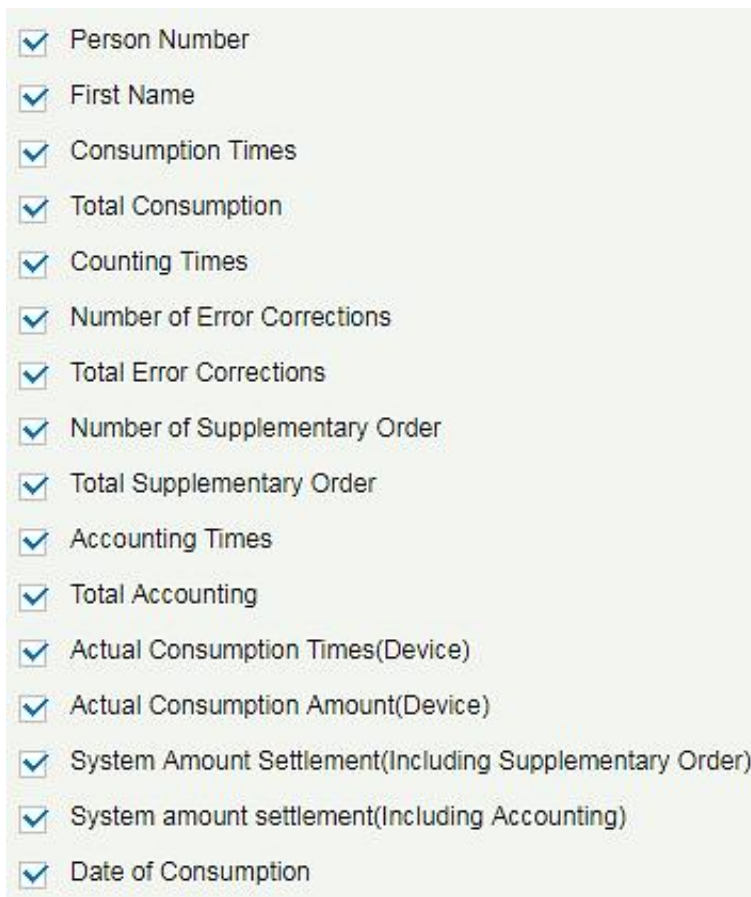 Person Number
First Name
Consumption Times
Total Consumption
Counting Times
Number of Error Corrections
Total Error Corrections
Number of Supplementary Order
Total Supplementary Order
Accounting Times
Total Accounting
Actual Consumption Times(Device)
Actual Consumption Amount(Device)
System Amount Settlement(Including Supplementary Order)
System amount settlement(Including Accounting)
Date of Consumption